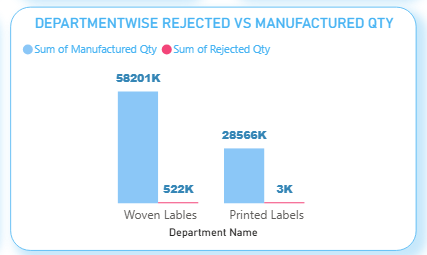 DEPARTMENTWISE REJECTED VS MANUFACTURED QTY
Sum of Manufactured Qty Sum of Rejected Qty
58201K
28566K
522K 3K
Woven Lables Printed Labels
Department Name